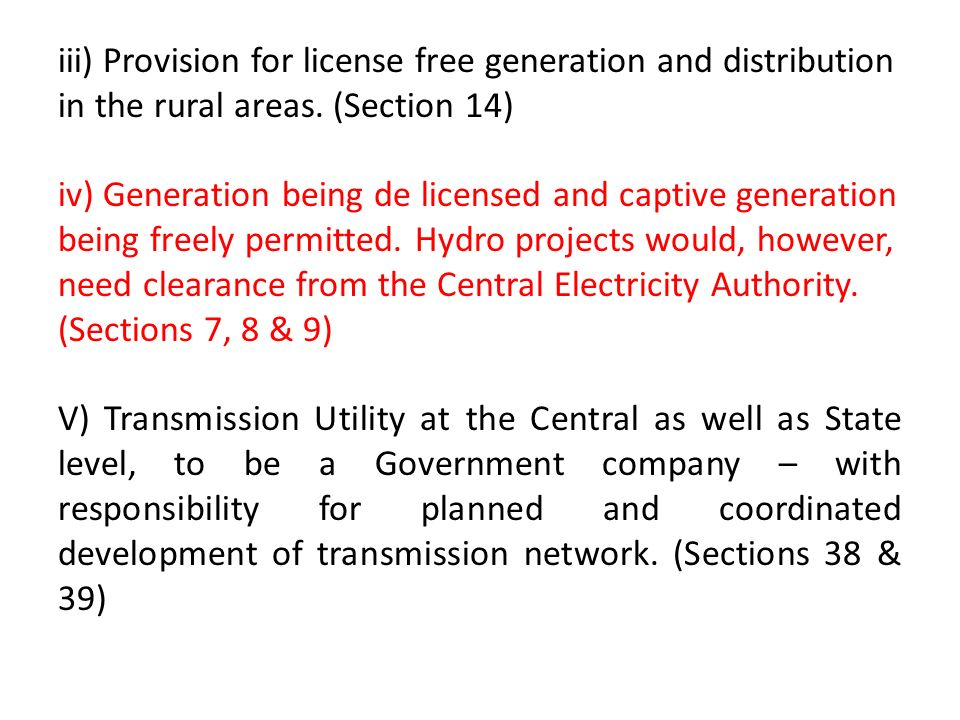 iii) Provision for license free generation and distribution
in the rural areas. (Section 14)
iv) Generation being de licensed and captive generation
being freely permitted. Hydro projects would, however,
need clearance from the Central Electricity Authority.
(Sections 7, 8 & 9)
V) Transmission Utility at the Central as well as State
level, to be a Government company – with
responsibility for planned and coordinated
development of transmission network. (Sections 38 &
39)